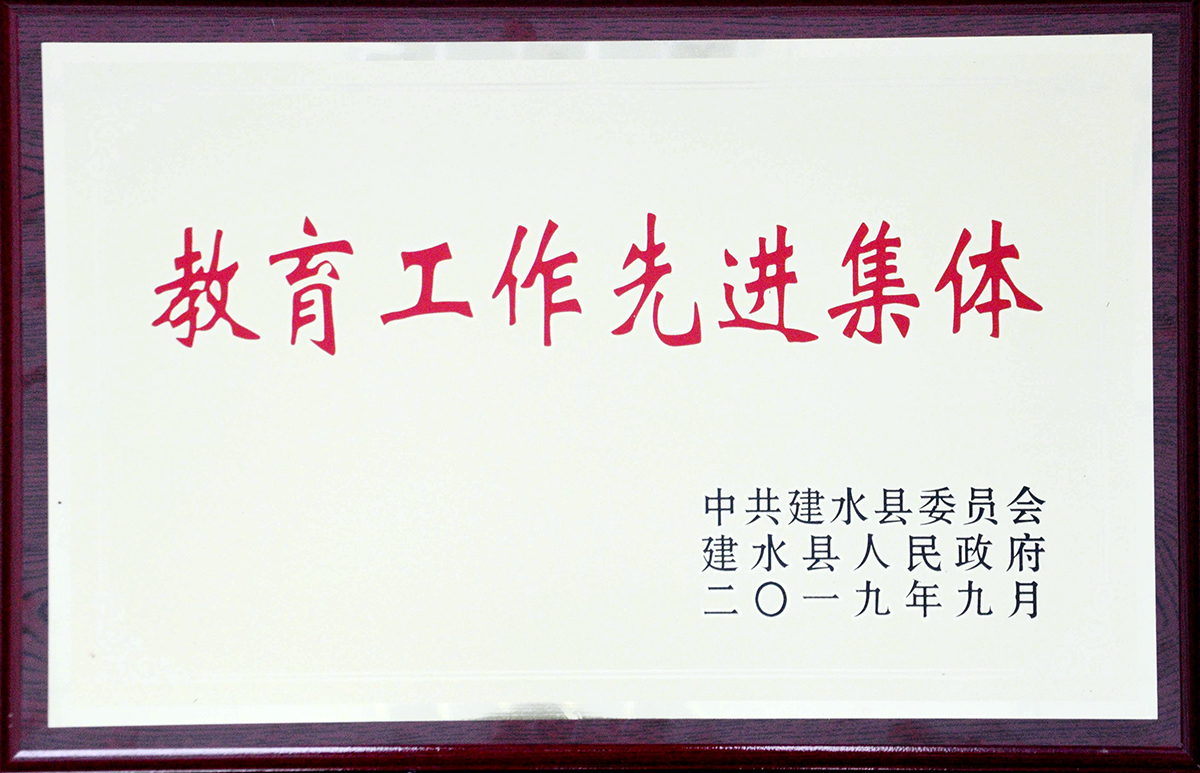 教育工作先进集体
中共建水县委员会
建水县人民政府
二〇一九年九月